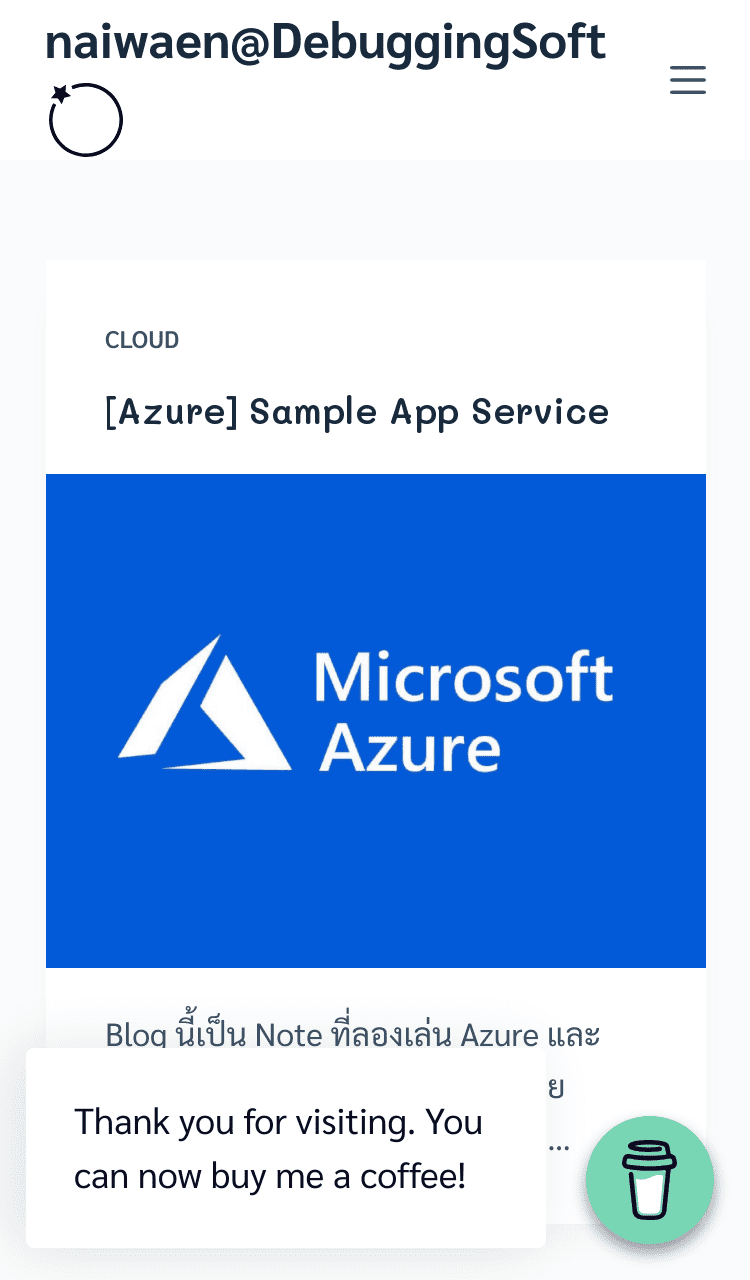 naiwaen@DebuggingSoft
CLOUD
[Azure] Sample App Service
Microsoft
Azure
Blog นี้เป็น Note ที่ลองเล่น Azure และ
ย
...
Thank you for visiting. You
can now buy me a coffee!